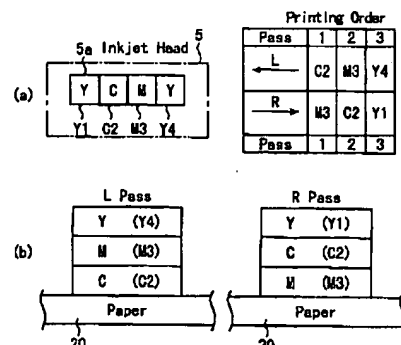 5a Inkjet Head 5
(a)
Y C M Y
Y1 C2 M3 Y4
Printing Order
Pass 1 2 3
L C2 M3 Y4
R M3 C2 Y1
Pass 1 2 3
(b)
L Pass
Y (Y4)
M (M3)
C (C2)
Paper
20
R Pass
Y (Y1)
C (C2)
M (M3)
Paper
20